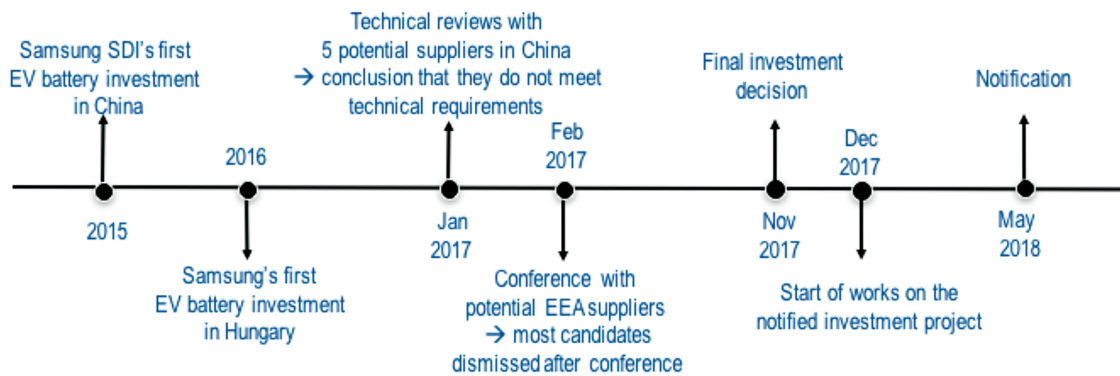 Samsung SDI's first
EV battery investment
in China
2015
2016
Samsung's first
EV battery investment
in Hungary
Technical reviews with
5 potential suppliers in China
→ conclusion that they do not meet
technical requirements
Jan
2017
Feb
2017
Conference with
potential EEA suppliers
→ most candidates
dismissed after conference
Final investment
decision
Nov
2017
Dec
2017
Start of works on the
notified investment project
Notification
May
2018